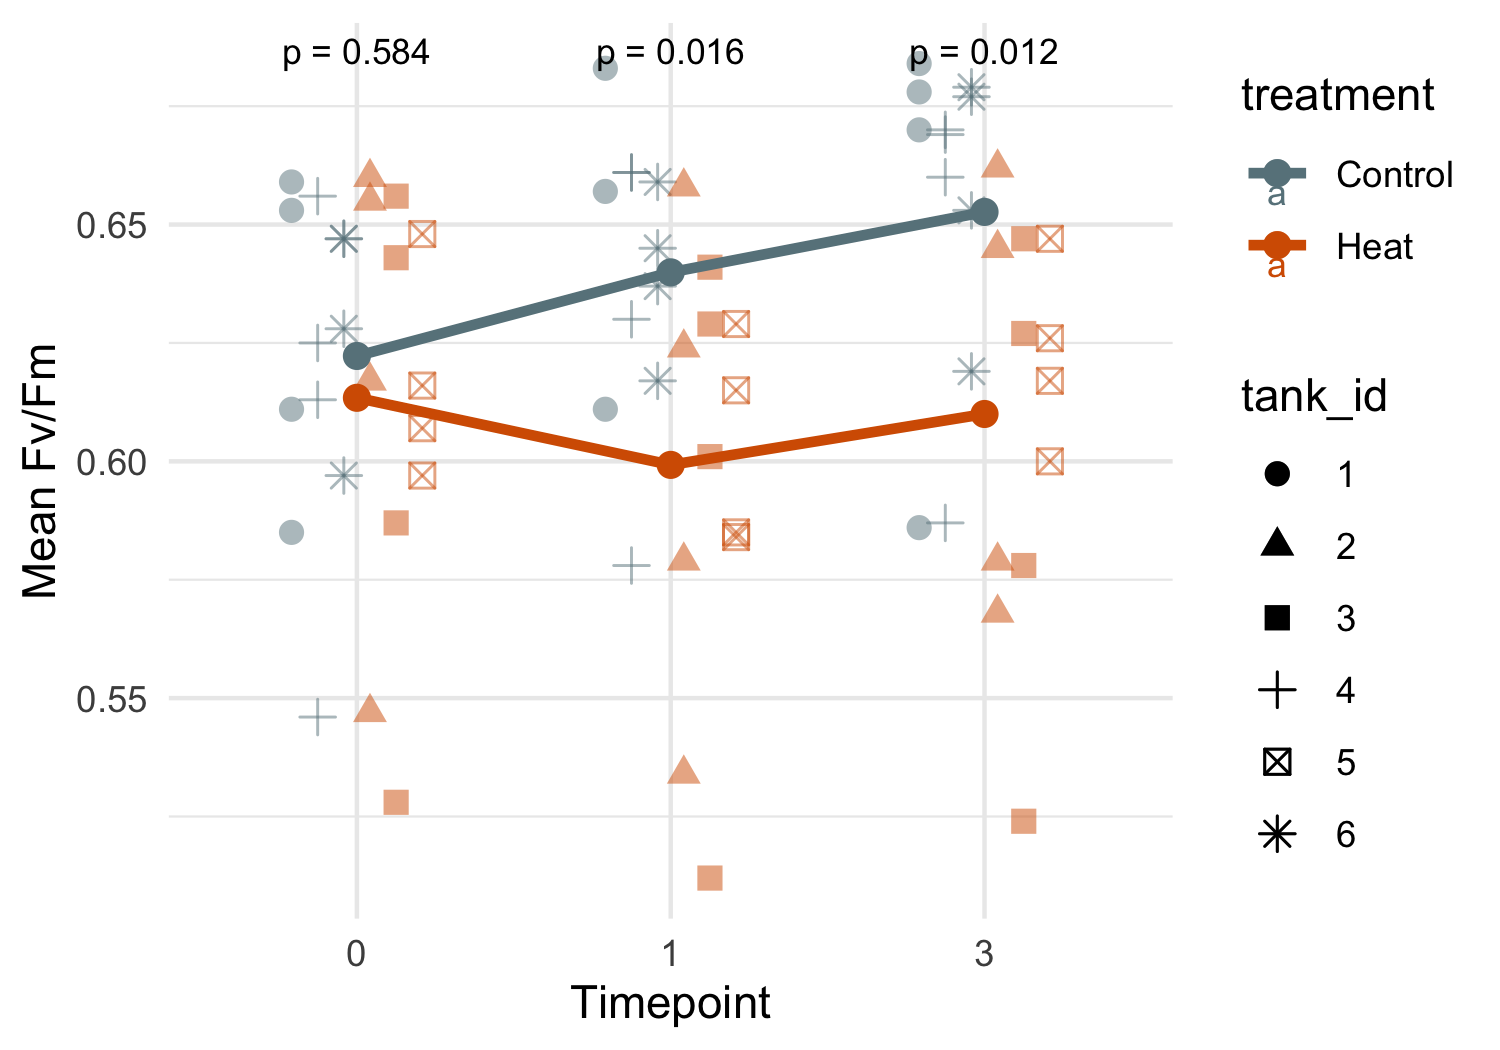 p = 0.584 p = 0.016 p = 0.012
treatment
a Control
a Heat
tank_id
1
2
3
4
5
6
0.65
0.60
0.55
Mean Fv/Fm
0 1 3
Timepoint